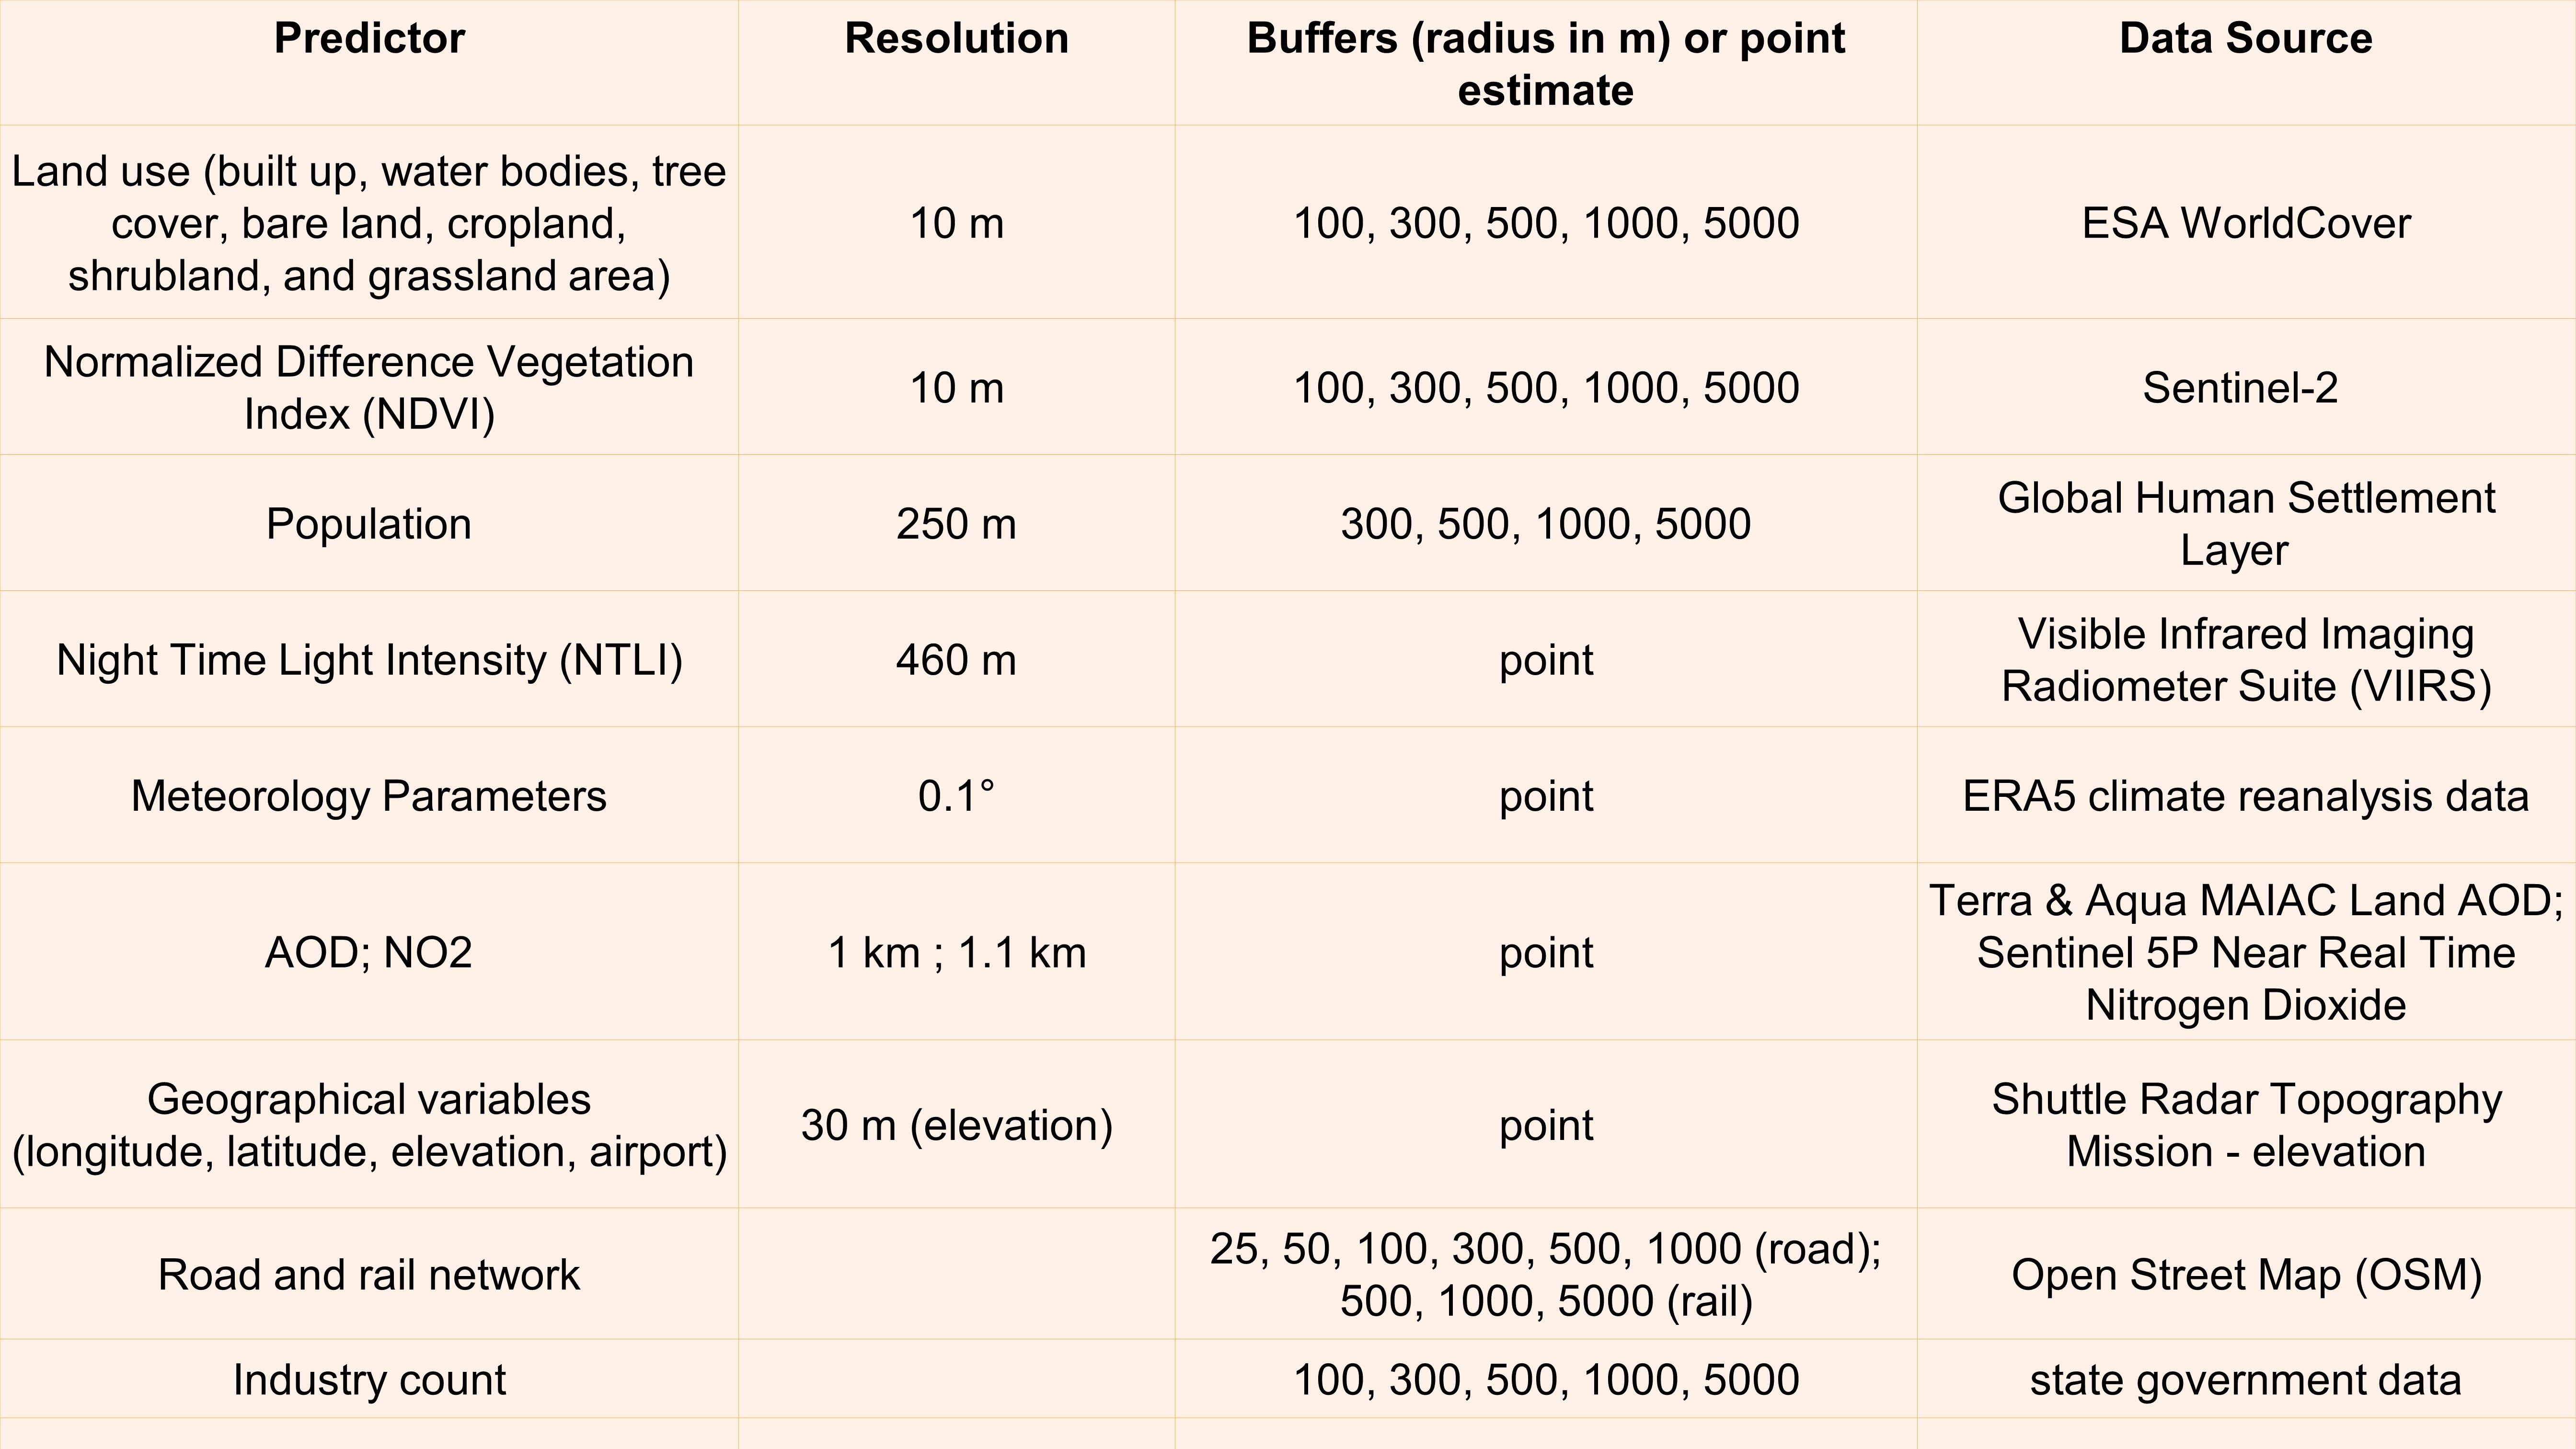 Predictor
Resolution
Buffers (radius in m) or point
estimate
Data Source
Land use (built up, water bodies, tree
cover, bare land, cropland,
shrubland, and grassland area)
10 m
100, 300, 500, 1000, 5000
ESA WorldCover
Normalized Difference Vegetation
Index (NDVI)
10 m
100, 300, 500, 1000, 5000
Sentinel-2
Population
250 m
300, 500, 1000, 5000
Global Human Settlement
Layer
Night Time Light Intensity (NTLI)
460 m
point
Visible Infrared Imaging
Radiometer Suite (VIIRS)
Meteorology Parameters
0.1°
point
ERA5 climate reanalysis data
AOD; NO2
1 km ; 1.1 km
point
Terra & Aqua MAIAC Land AOD;
Sentinel 5P Near Real Time
Nitrogen Dioxide
Geographical variables
(longitude, latitude, elevation, airport)
30 m (elevation)
point
Shuttle Radar Topography
Mission - elevation
Road and rail network
25, 50, 100, 300, 500, 1000 (road);
500, 1000, 5000 (rail)
Open Street Map (OSM)
Industry count
100, 300, 500, 1000, 5000
state government data